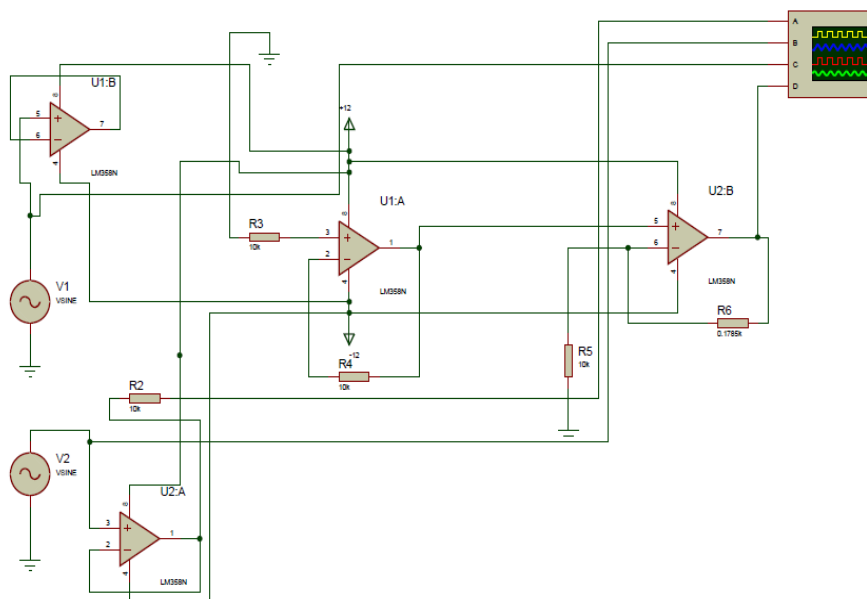 A
B
C
D
U1:B
8
5
6
7
4
LM358N
+12
U1:A
R3
10k
8
3
2
1
4
LM358N
-12
R4
10k
U2:B
8
5
6
7
4
LM358N
R6
0.1785k
R5
10k
V1
VSINE
R2
10k
V2
VSINE
U2:A
8
3
2
1
4
LM358N